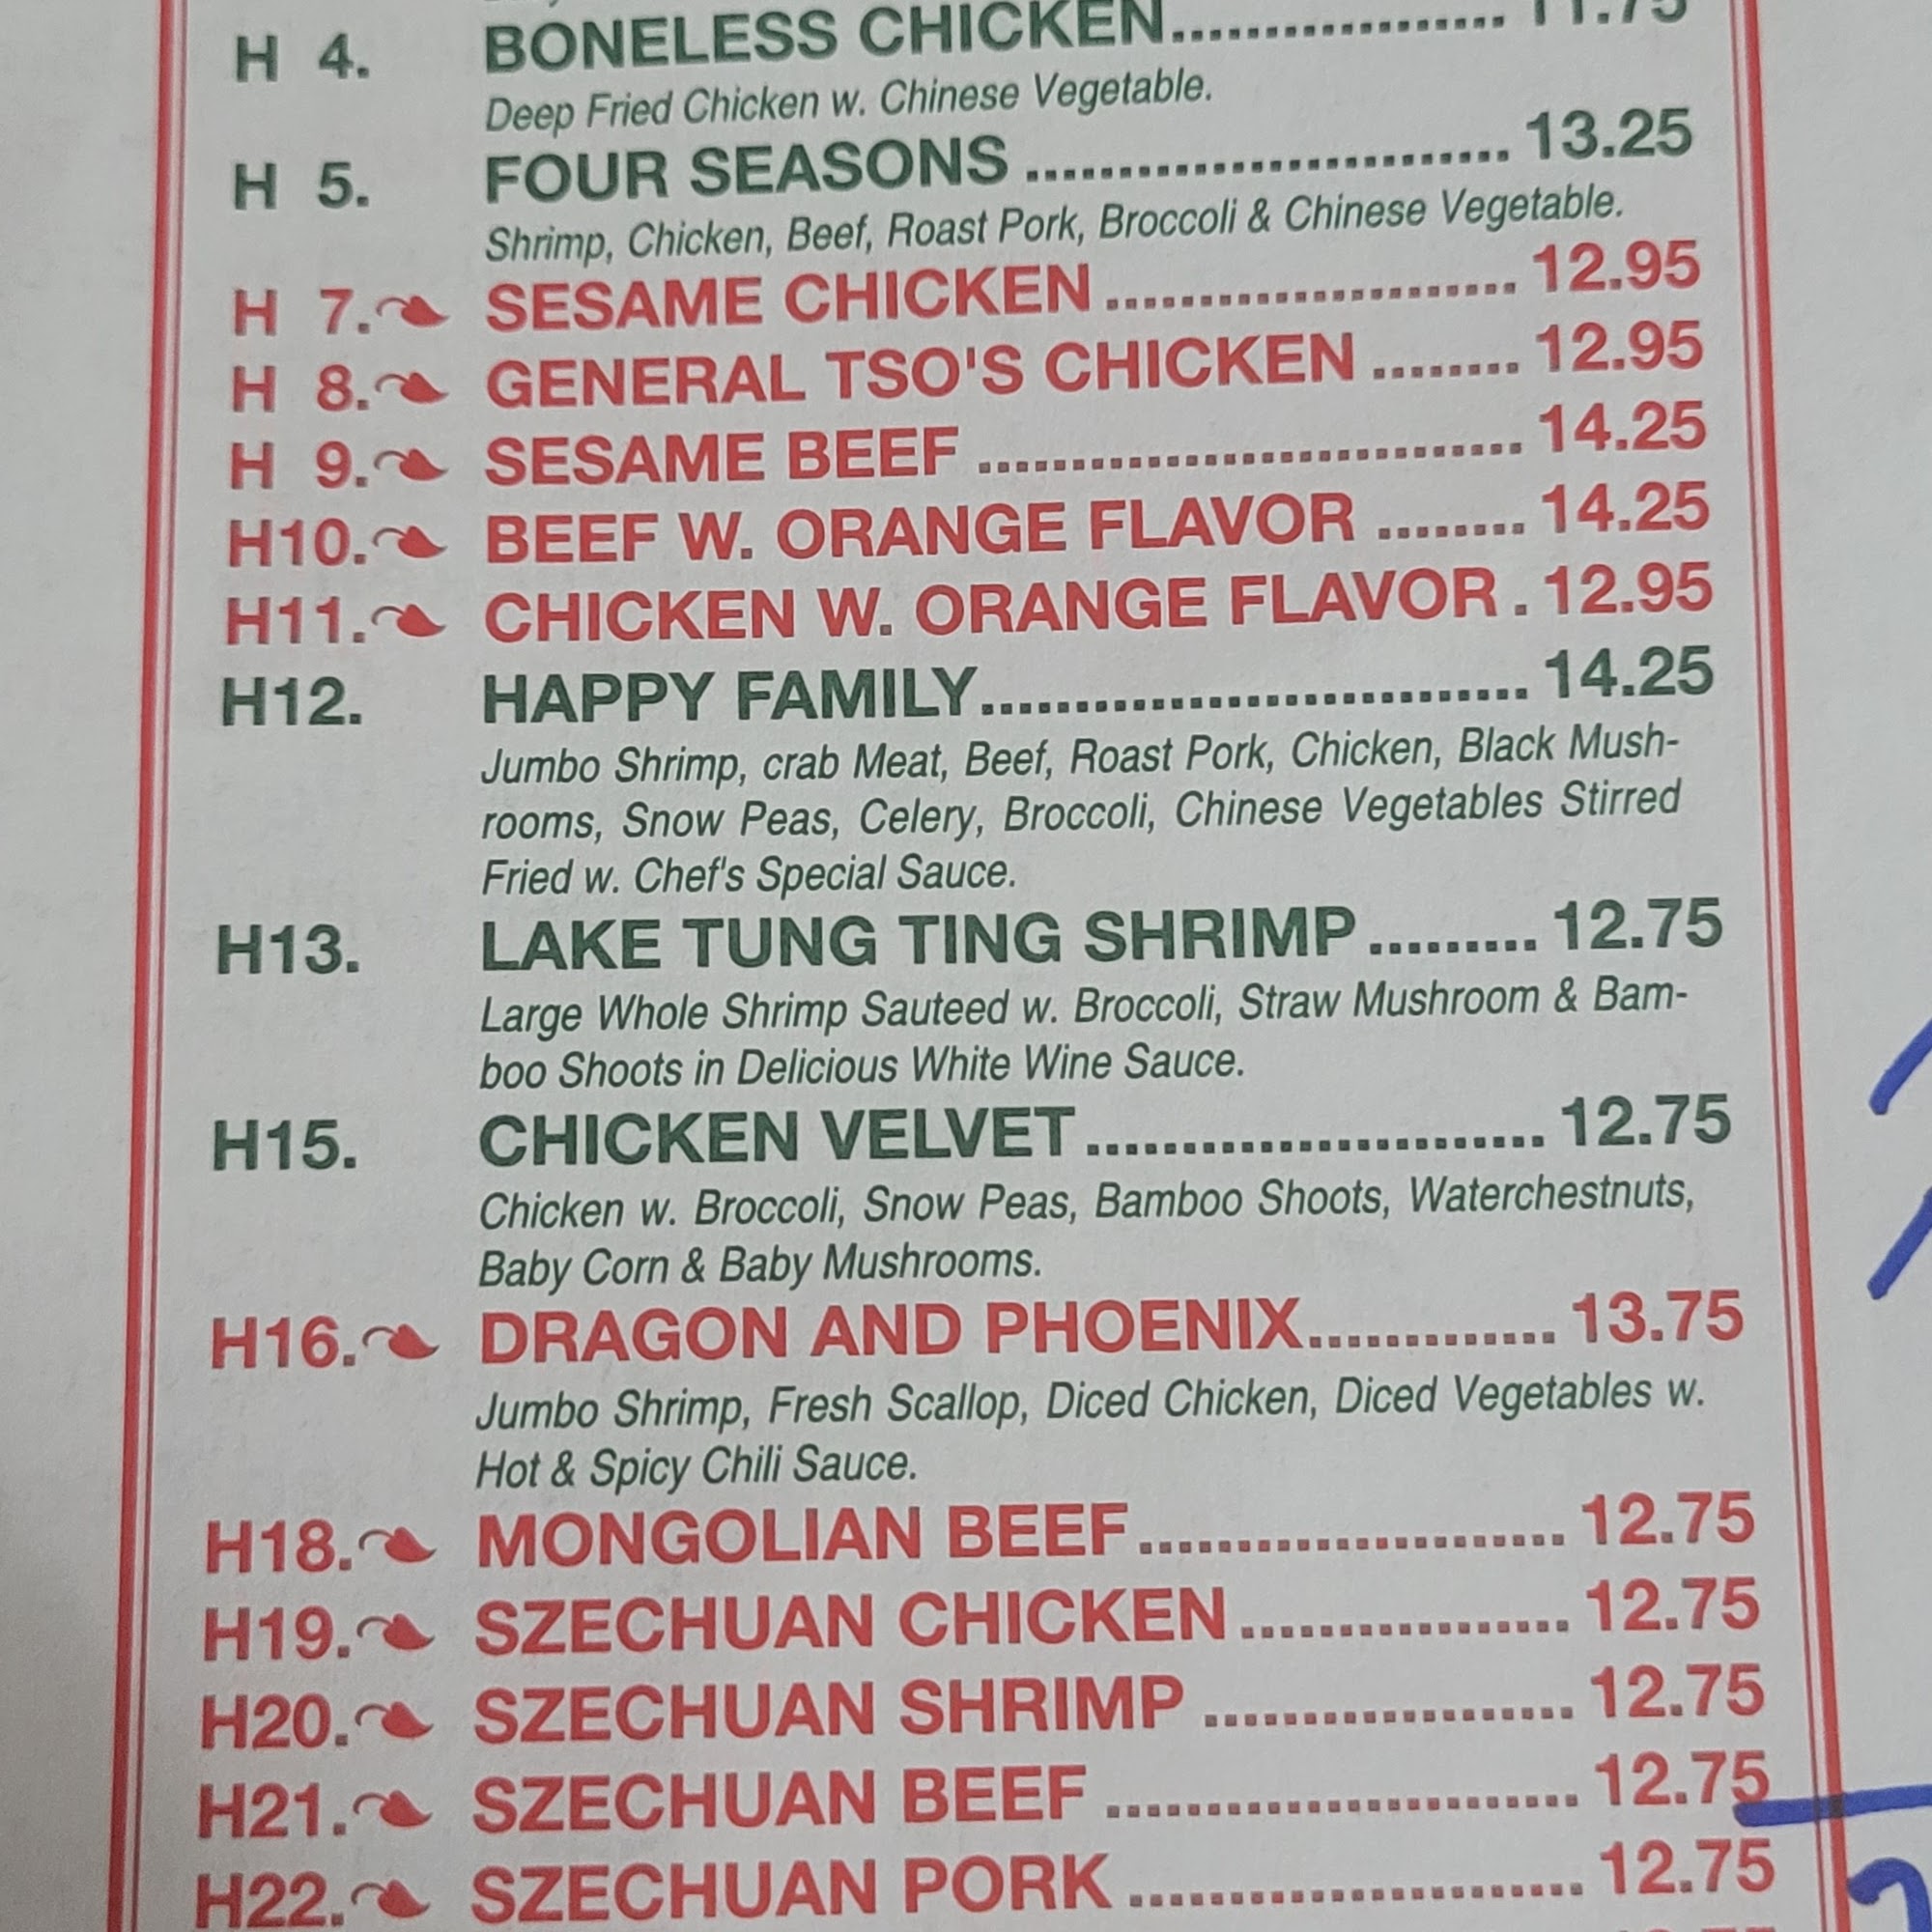 H 4. BONELESS CHICKEN.................. 11.75
Deep Fried Chicken w. Chinese Vegetable.
H 5. FOUR SEASONS .......................... 13.25
Shrimp, Chicken, Beef, Roast Pork, Broccoli & Chinese Vegetable.
H 7. SESAME CHICKEN ...................... 12.95
H 8. GENERAL TSO'S CHICKEN ........ 12.95
H 9. SESAME BEEF ............................. 14.25
H10. BEEF W. ORANGE FLAVOR ........ 14.25
H11. CHICKEN W. ORANGE FLAVOR . 12.95
H12. HAPPY FAMILY............................. 14.25
Jumbo Shrimp, crab Meat, Beef, Roast Pork, Chicken, Black Mush-
rooms, Snow Peas, Celery, Broccoli, Chinese Vegetables Stirred
Fried w. Chef's Special Sauce.
H13. LAKE TUNG TING SHRIMP ......... 12.75
Large Whole Shrimp Sauteed w. Broccoli, Straw Mushroom & Bam-
boo Shoots in Delicious White Wine Sauce.
H15. CHICKEN VELVET ........................ 12.75
Chicken w. Broccoli, Snow Peas, Bamboo Shoots, Waterchestnuts,
Baby Corn & Baby Mushrooms.
H16. DRAGON AND PHOENIX............. 13.75
Jumbo Shrimp, Fresh Scallop, Diced Chicken, Diced Vegetables w.
Hot & Spicy Chili Sauce.
H18. MONGOLIAN BEEF...................... 12.75
H19. SZECHUAN CHICKEN ................. 12.75
H20. SZECHUAN SHRIMP ................... 12.75
H21. SZECHUAN BEEF ........................ 12.75
H22. SZECHUAN PORK ....................... 12.75